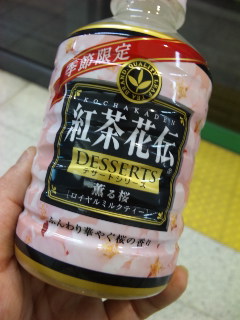 季節限定
KOCHAKADEN
紅茶花伝
DESSERTS
デザートシリーズ
薫る桜
ロイヤルミルクティー
ふんわり華やぐ桜の香り